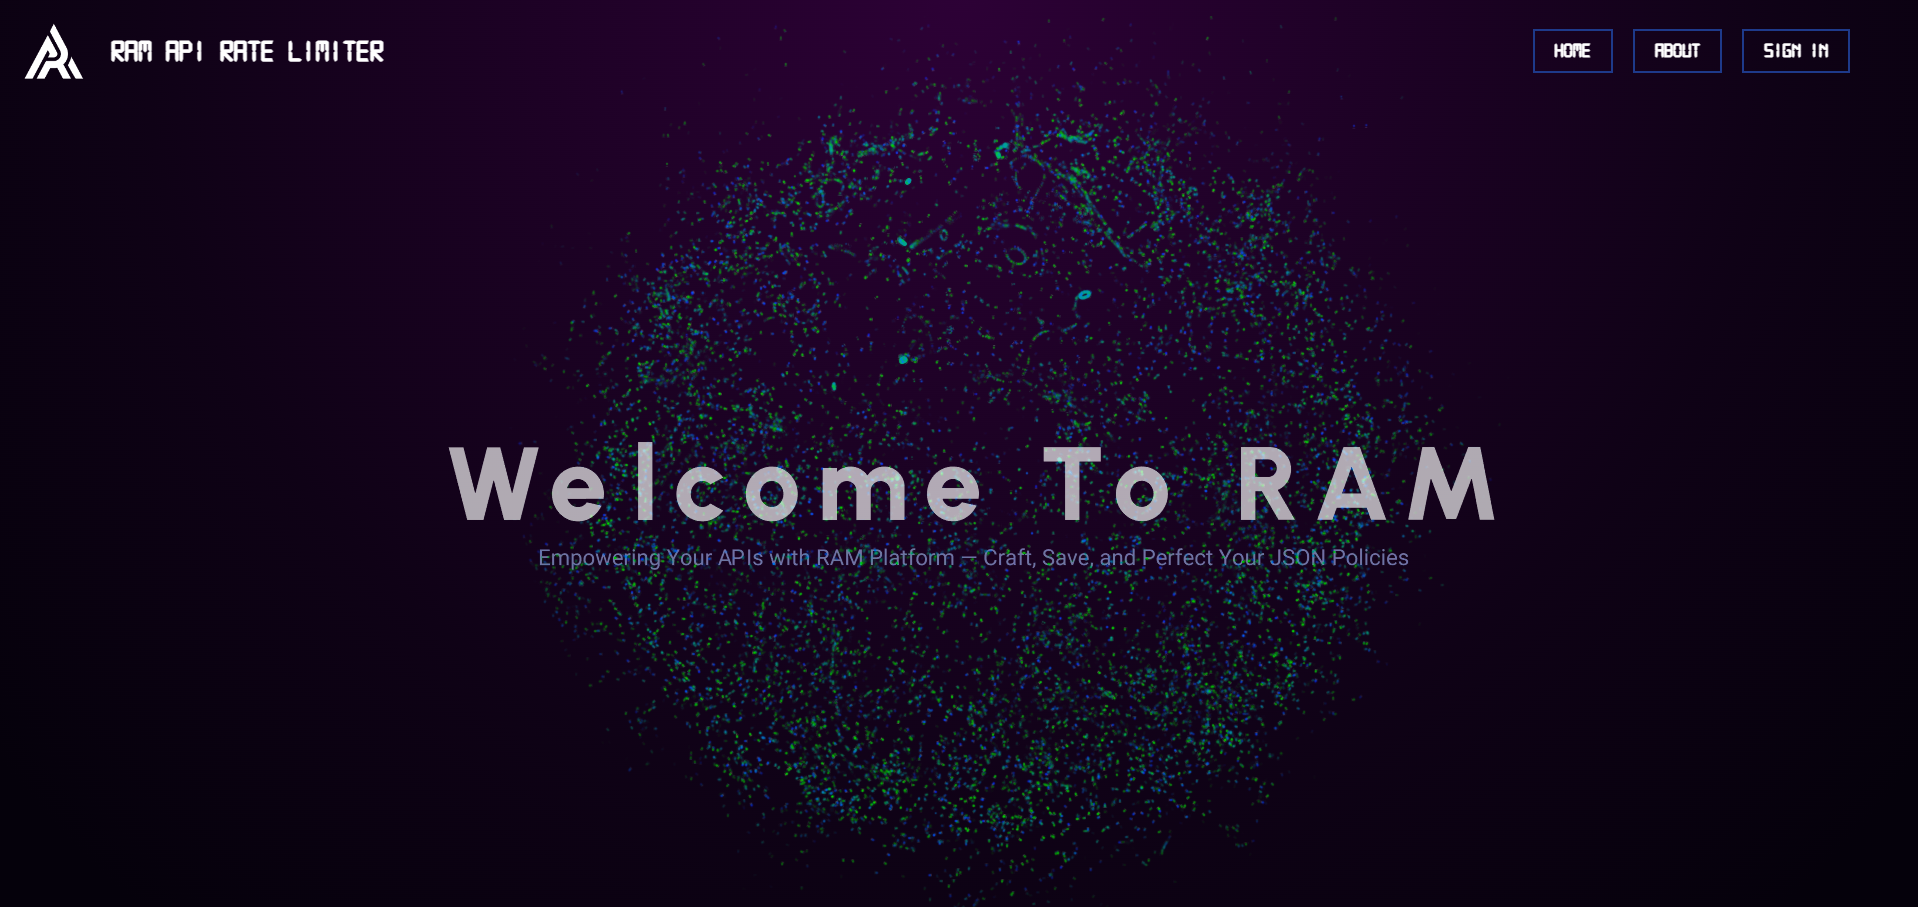 RAM API RATE LIMITER
HOME
ABOUT
SIGN IN
Welcome To RAM
Empowering Your APIs with RAM Platform — Craft, Save, and Perfect Your JSON Policies